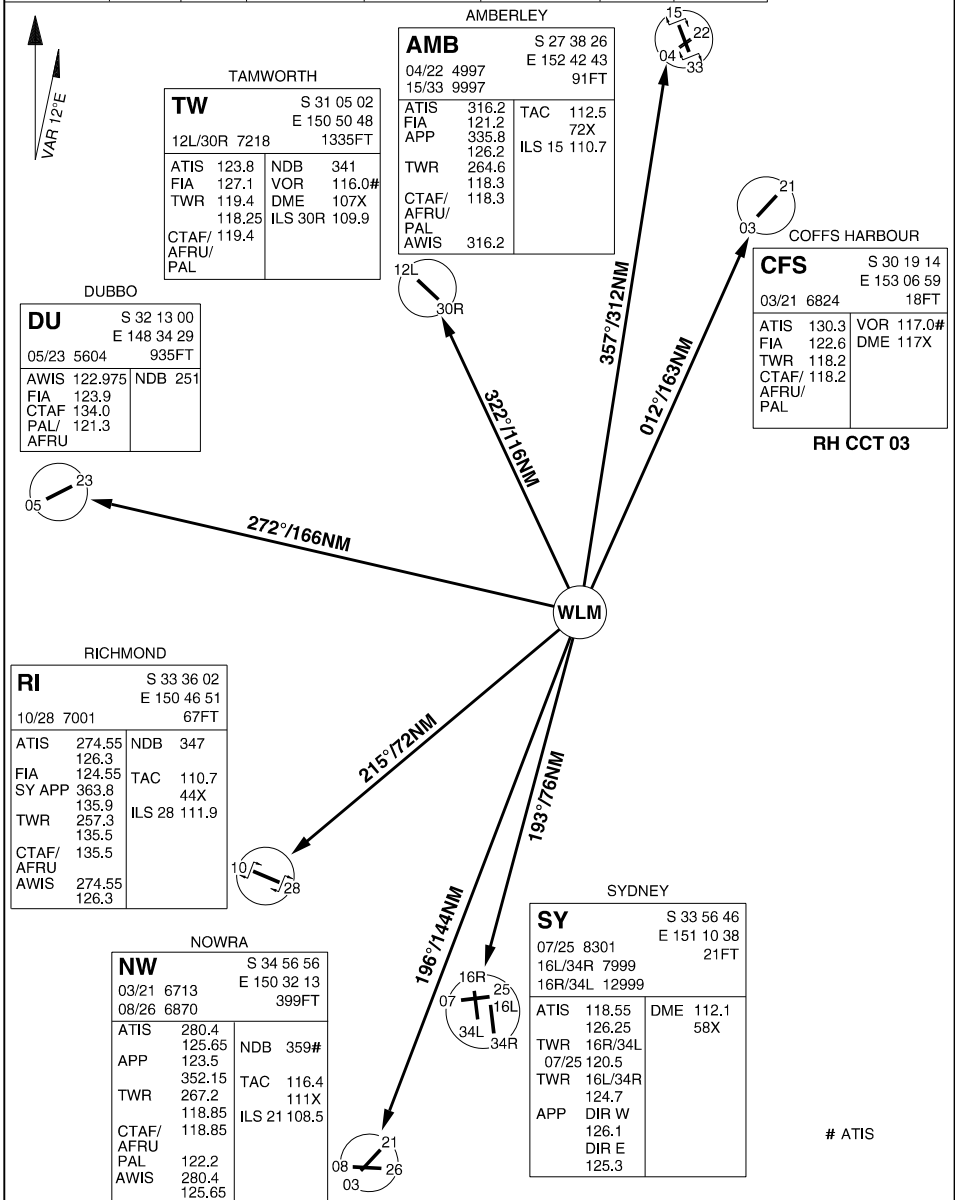 VAR 12°E
AMBERLEY
AMB
S 27 38 26
E 152 42 43
04/22 4997
91FT
15/33 9997
ATIS 316.2
FIA 121.2
APP 335.8
126.2
TWR 264.6
118.3
CTAF/ 118.3
AFRU/
PAL
AWIS 316.2
TAC 112.5
72X
ILS 15 110.7
15
22
04
33
TAMWORTH
TW
S 31 05 02
E 150 50 48
12L/30R 7218 1335FT
ATIS 123.8
FIA 127.1
TWR 119.4
118.25
CTAF/ 119.4
AFRU/
PAL
NDB 341
VOR 116.0#
DME 107X
ILS 30R 109.9
12L
30R
21
03
COFFS HARBOUR
CFS
S 30 19 14
E 153 06 59
03/21 6824 18FT
ATIS 130.3
FIA 122.6
TWR 118.2
CTAF/ 118.2
AFRU/
PAL
VOR 117.0#
DME 117X
RH CCT 03
DUBBO
DU
S 32 13 00
E 148 34 29
05/23 5604 935FT
AWIS 122.975
FIA 123.9
CTAF 134.0
PAL/ 121.3
AFRU
NDB 251
23
05
357°/312NM
012°/163NM
322°/116NM
272°/166NM
WLM
215°/72NM
193°/76NM
196°/144NM
RICHMOND
RI
S 33 36 02
E 150 46 51
10/28 7001 67FT
ATIS 274.55
126.3
FIA 124.55
SY APP 363.8
135.9
TWR 257.3
135.5
CTAF/ 135.5
AFRU
AWIS 274.55
126.3
NDB 347
TAC 110.7
44X
ILS 28 111.9
10
28
NOWRA
NW
S 34 56 56
E 150 32 13
03/21 6713
399FT
08/26 6870
ATIS 280.4
125.65
APP 123.5
352.15
TWR 267.2
118.85
CTAF/ 118.85
AFRU
PAL 122.2
AWIS 280.4
125.65
NDB 359#
TAC 116.4
111X
ILS 21 108.5
21
08
26
03
16R
25
07
16L
34L
34R
SYDNEY
SY
S 33 56 46
E 151 10 38
07/25 8301
21FT
16L/34R 7999
16R/34L 12999
ATIS 118.55
126.25
TWR 16R/34L
07/25 120.5
TWR 16L/34R
124.7
APP DIR W
126.1
DIR E
125.3
DME 112.1
58X
# ATIS